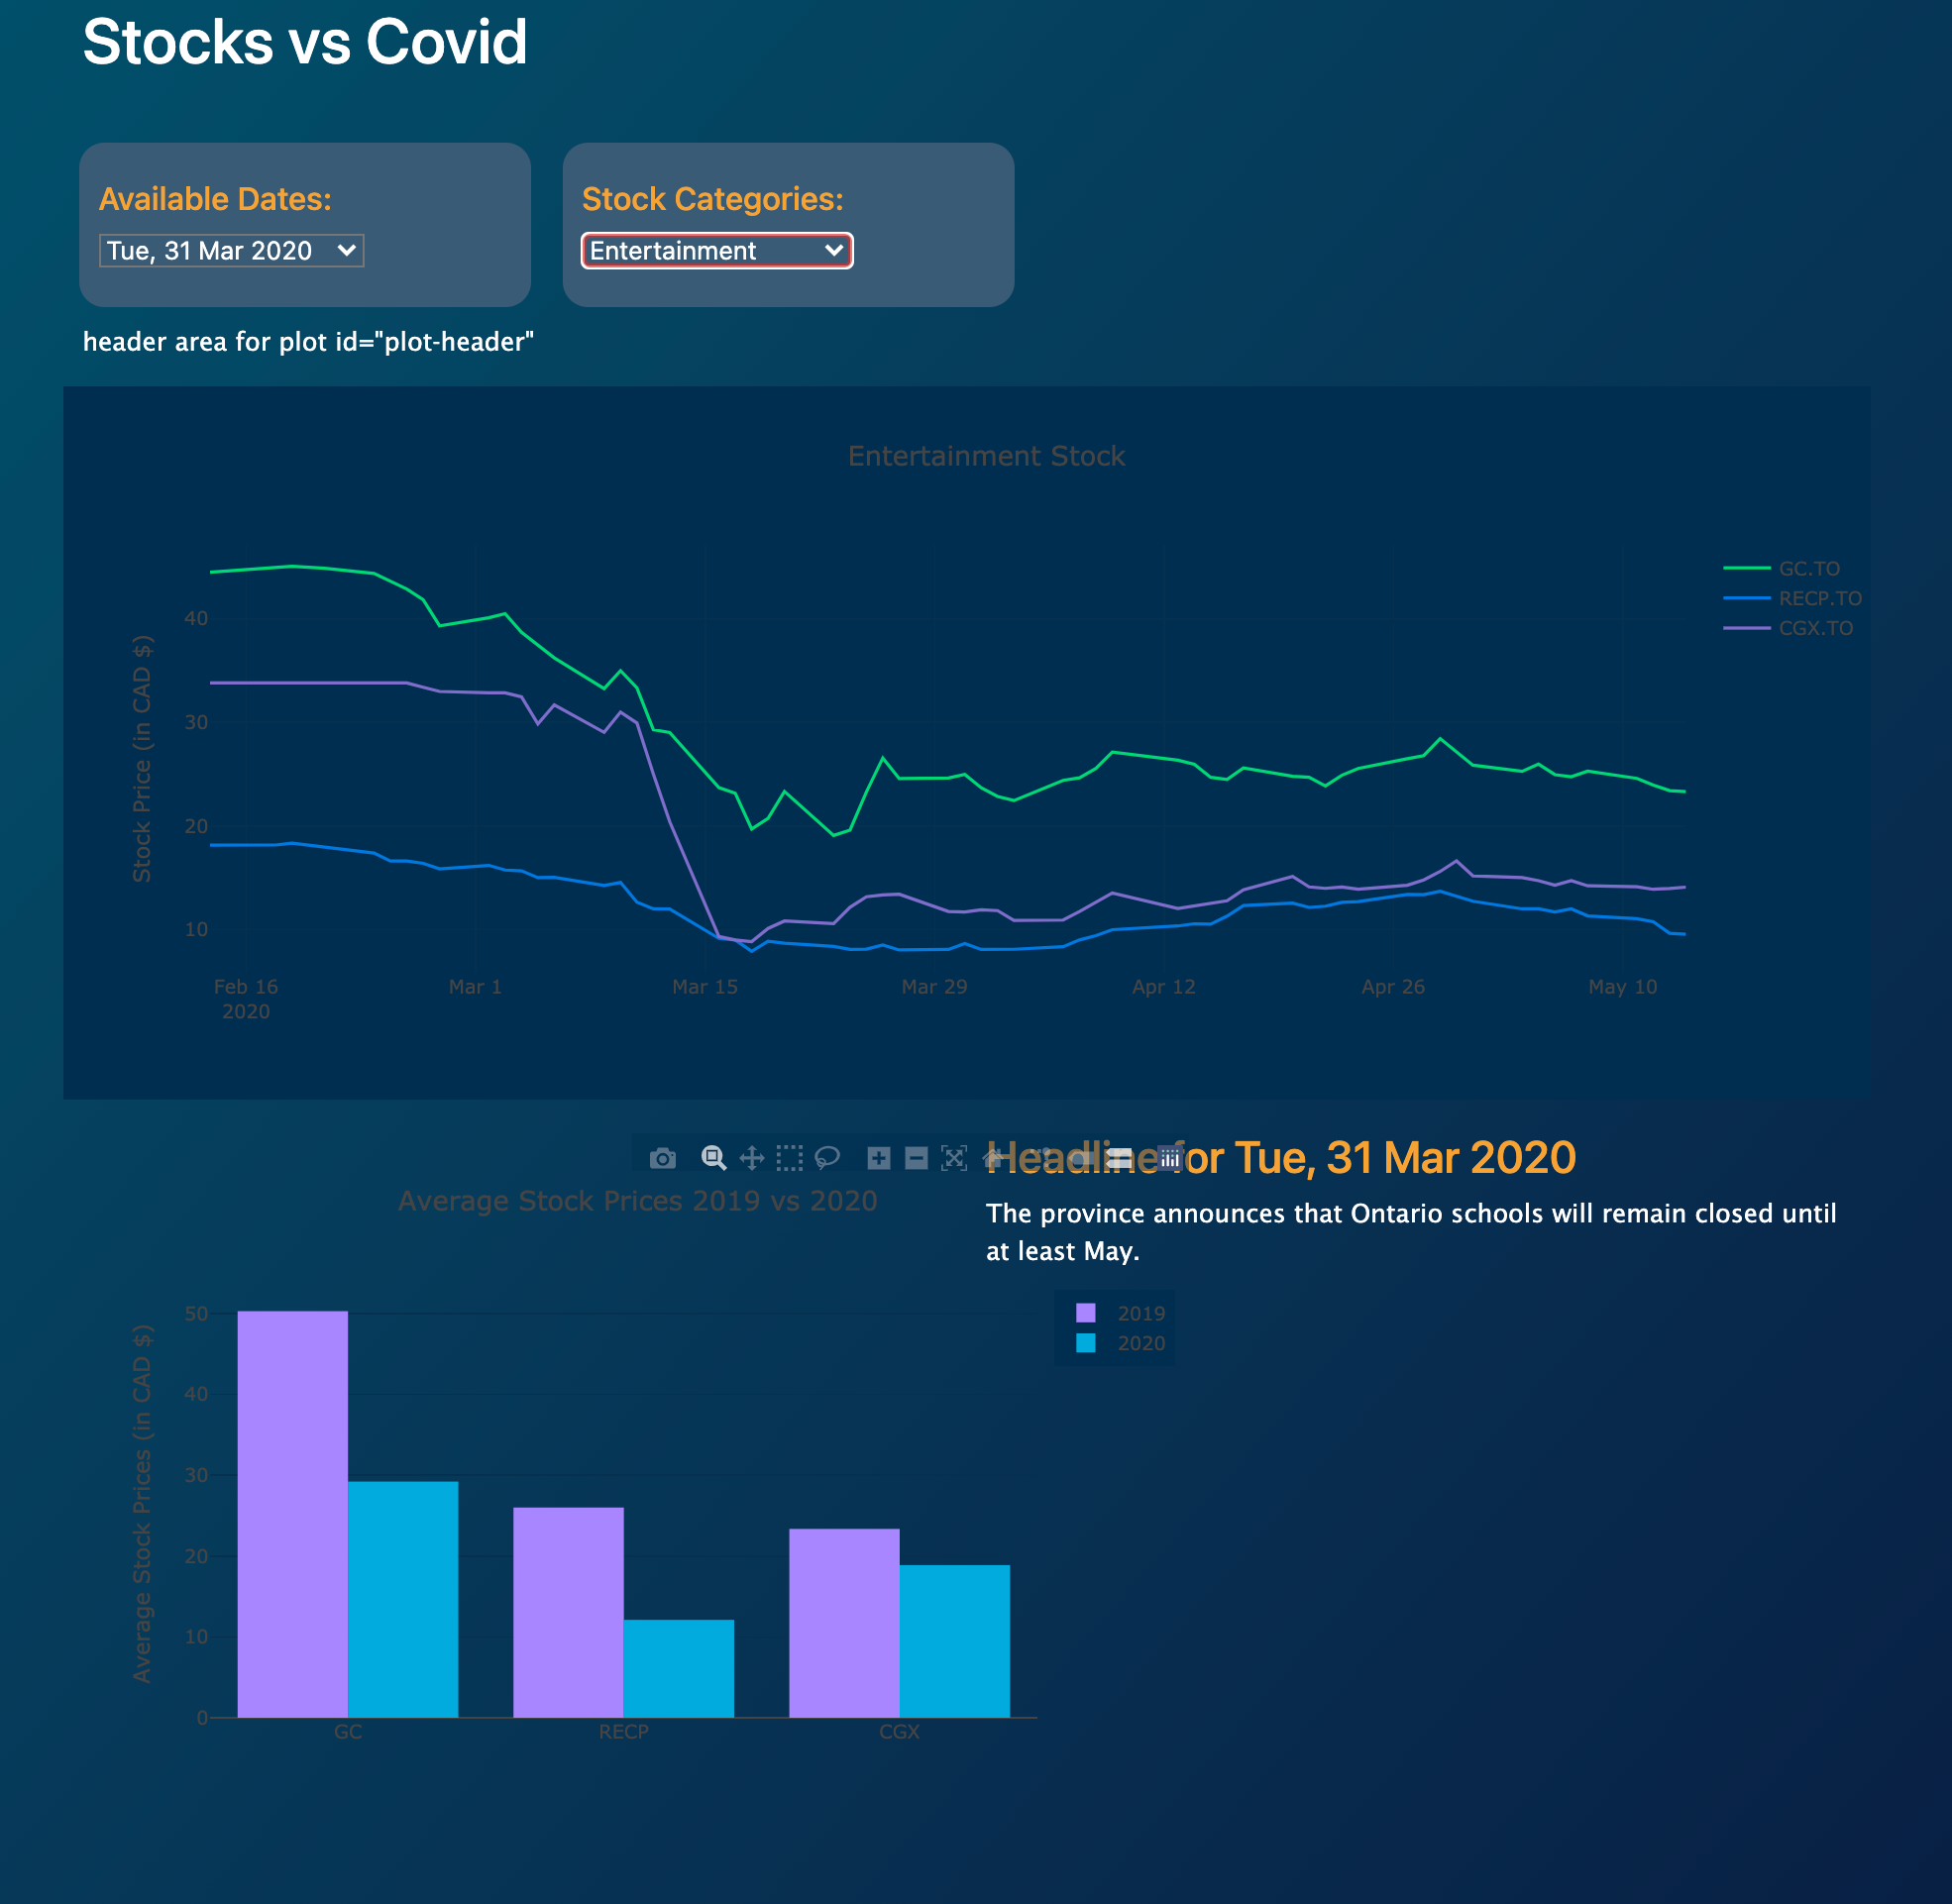 Stocks vs Covid
Available Dates:
Tue, 31 Mar 2020
Stock Categories:
Entertainment
header area for plot id="plot-header"
Entertainment Stock
Stock Price (in CAD $)
40
30
20
10
Feb 16
2020
Mar 1
Mar 15
Mar 29
Apr 12
Apr 26
May 10
GC.TO
RECP.TO
CGX.TO
Headline for Tue, 31 Mar 2020
The province announces that Ontario schools will remain closed until
at least May.
Average Stock Prices 2019 vs 2020
Average Stock Prices (in CAD $)
50
40
30
20
10
0
GC
RECP
CGX
2019
2020